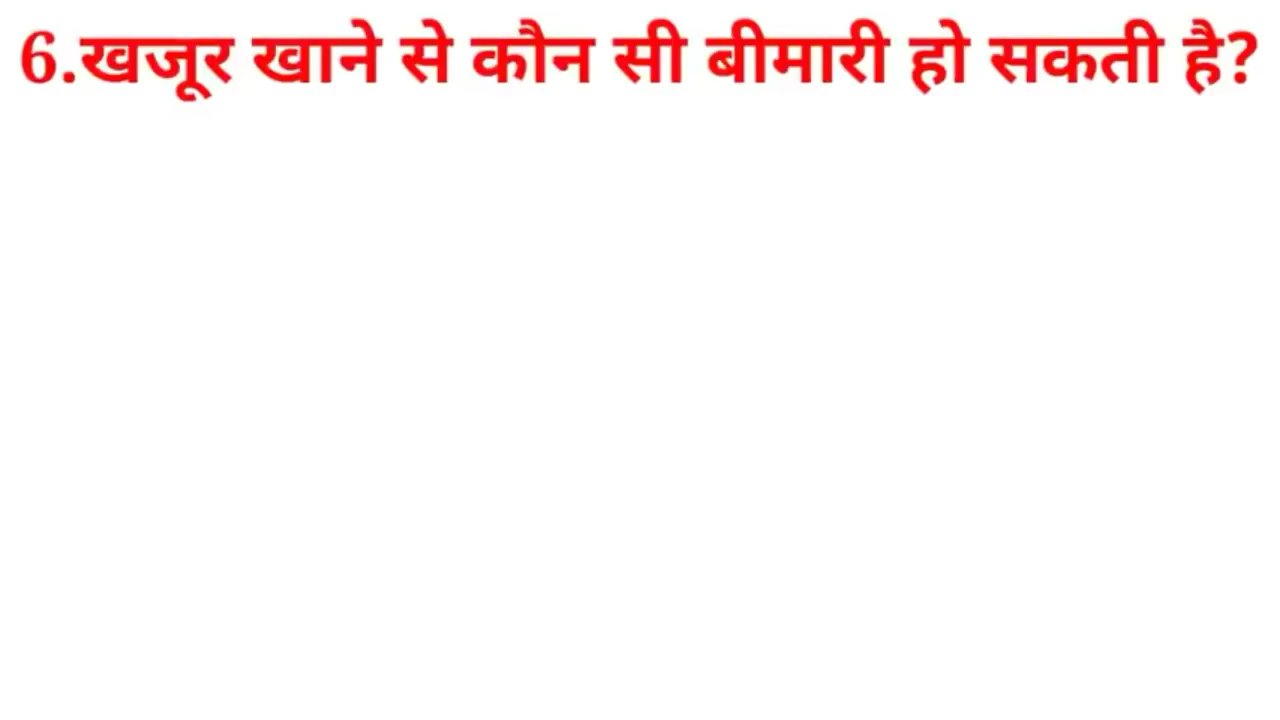 6.खजूर खाने से कौन सी बीमारी हो सकती है?